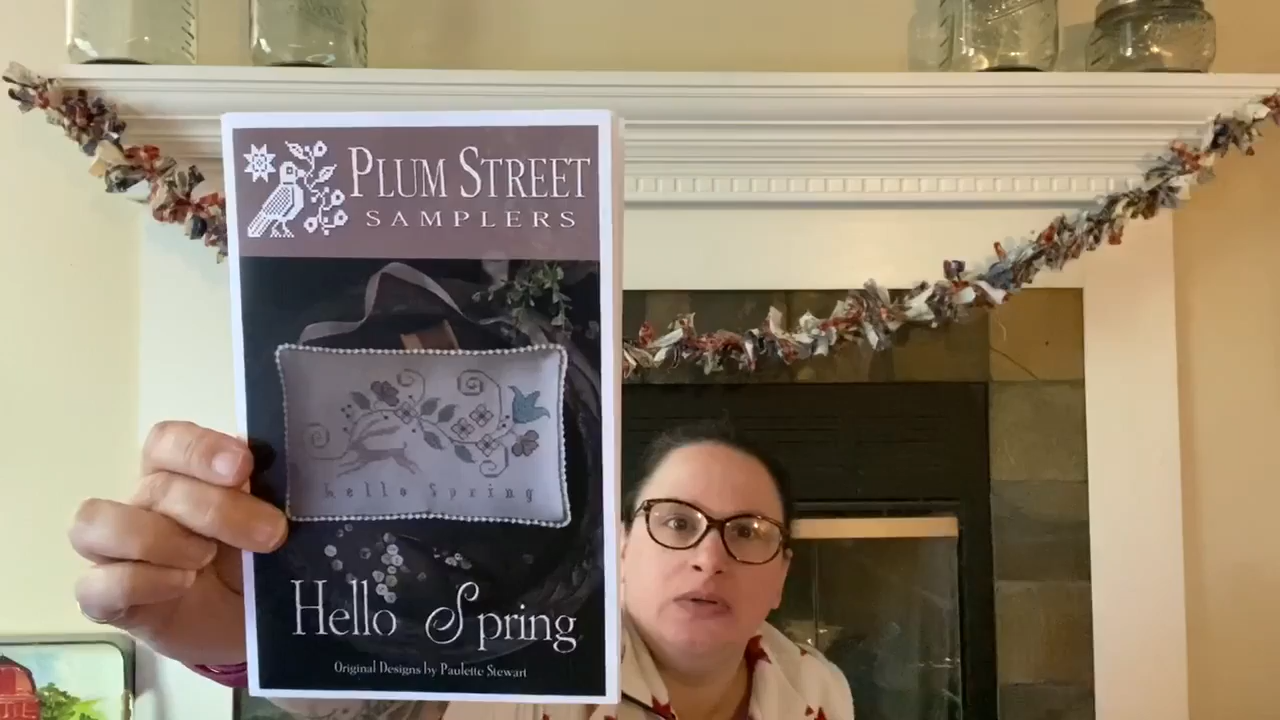 PLUM STREET
SAMPLERS
hello Spring
Hello Spring
Original Designs by Paulette Stewart